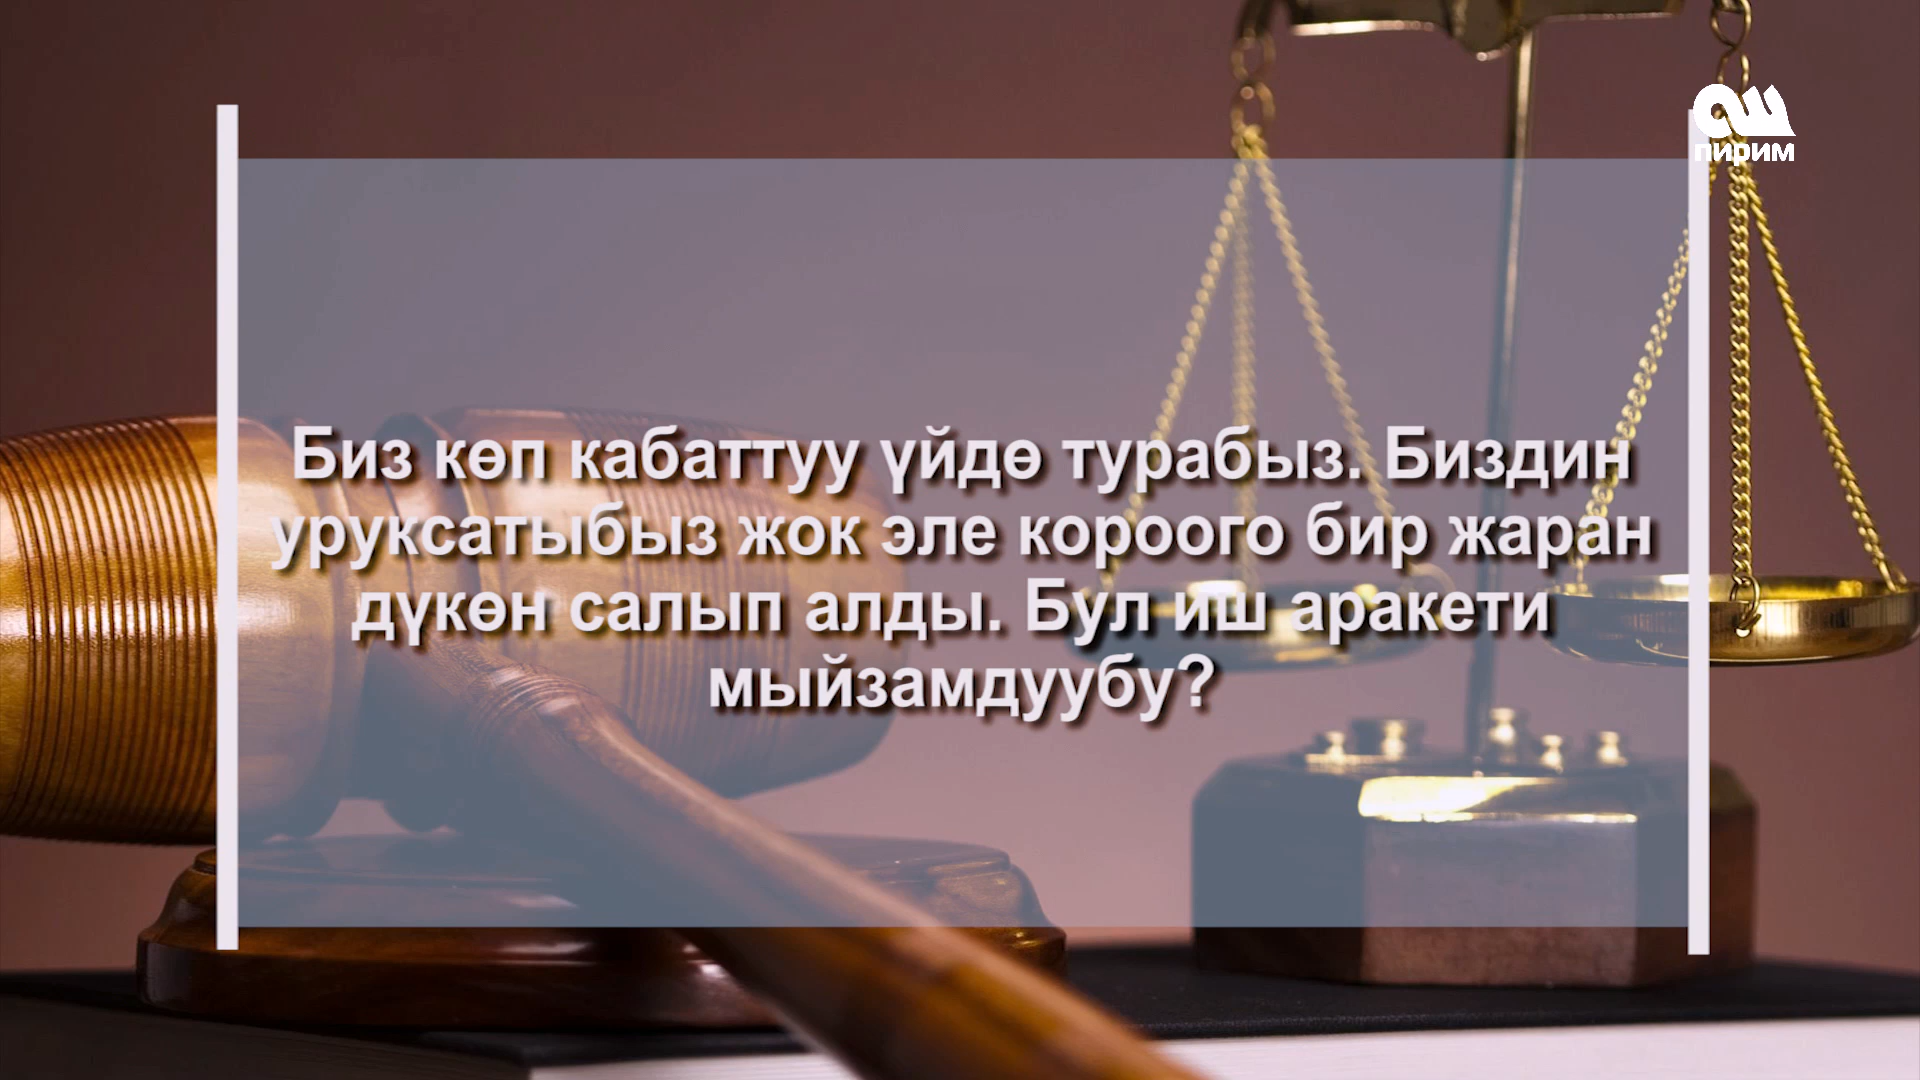 ОШ
ПИРИМ
Биз көп кабаттуу үйдө турабыз. Биздин
уруксатыбыз жок эле короого бир жаран
дүкөн салып алды. Бул иш аракети
мыйзамдуубу?